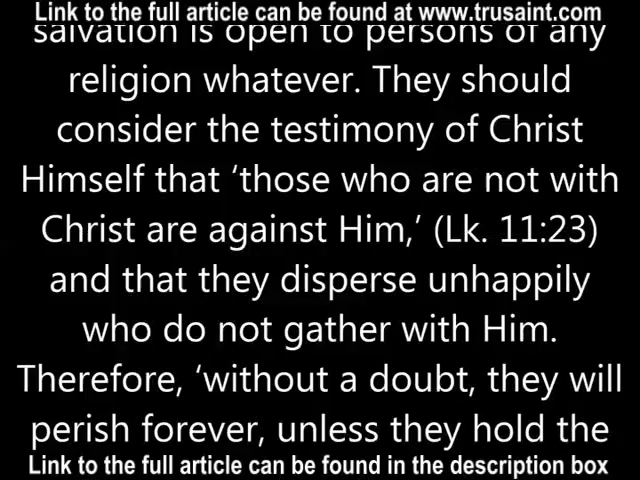 Link to the full article can be found at www.trusaint.com
salvation is open to persons of any
religion whatever. They should
consider the testimony of Christ
Himself that ‘those who are not with
Christ are against Him,’ (Lk. 11:23)
and that they disperse unhappily
who do not gather with Him.
Therefore, ‘without a doubt, they will
perish forever, unless they hold the
Link to the full article can be found in the description box